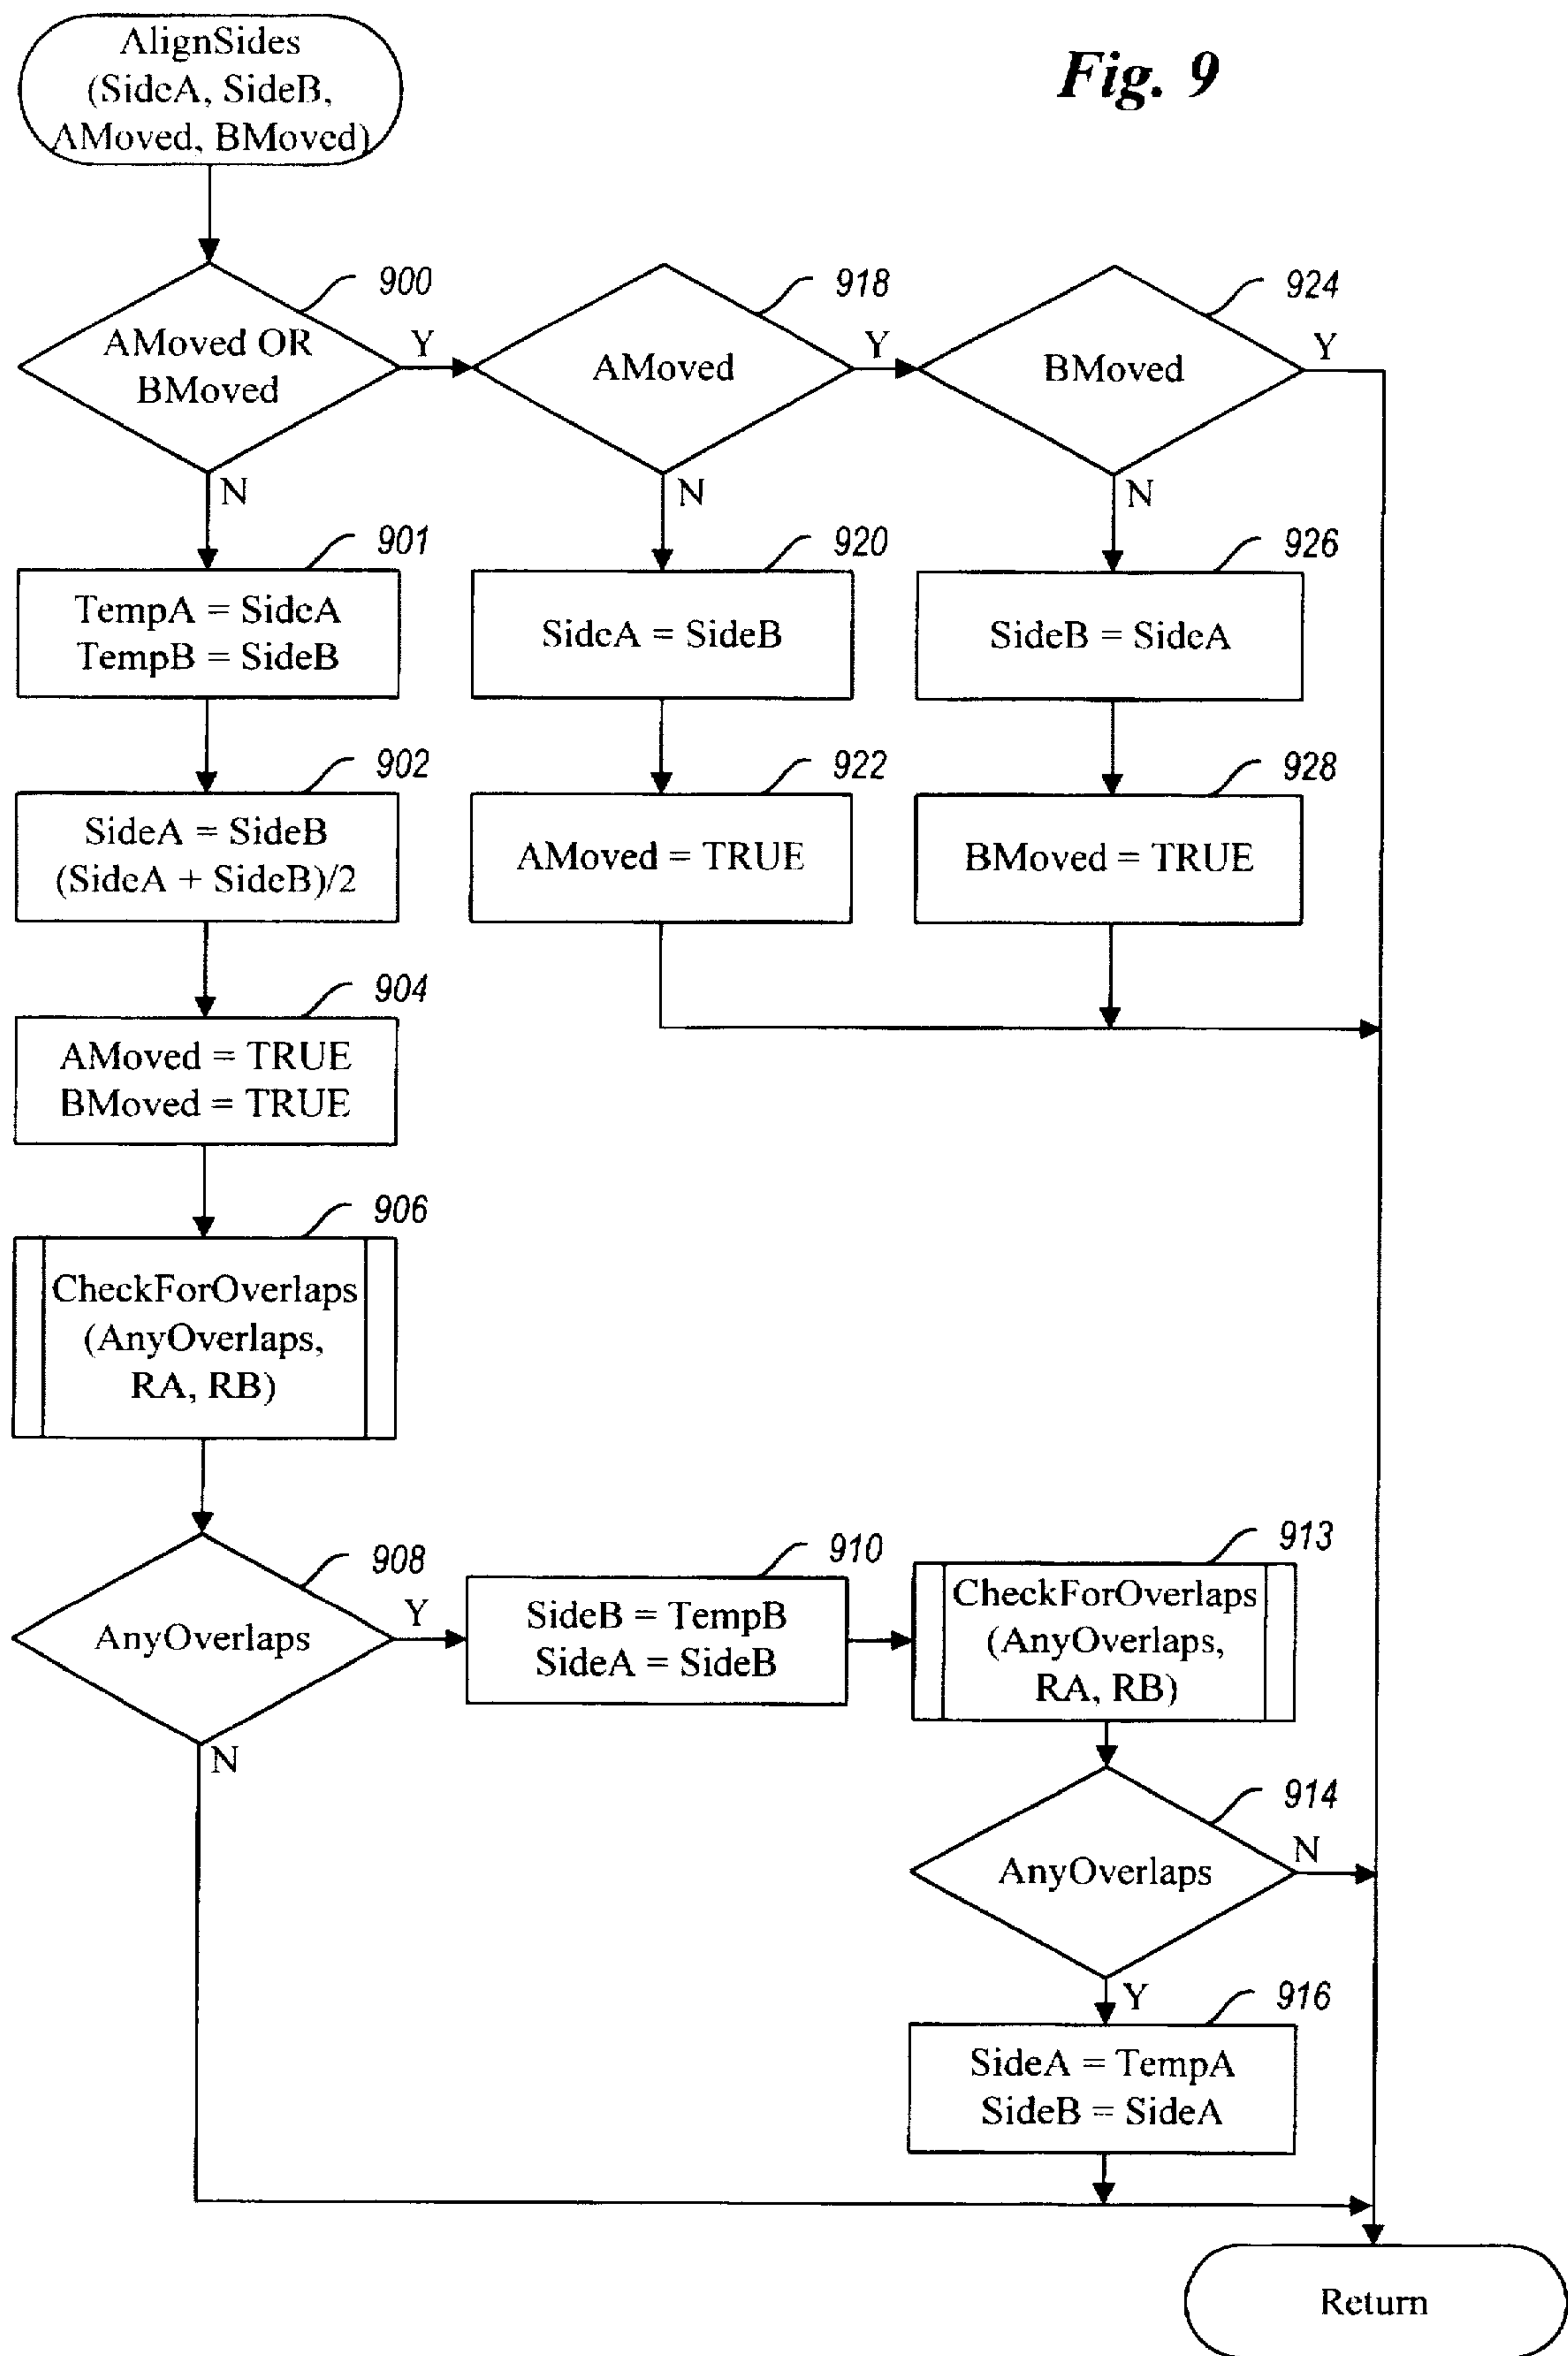 AlignSides
(SideA, SideB,
AMoved, BMoved)
Fig. 9
900
AMoved OR
BMoved
Y
N
918
AMoved
Y
N
924
BMoved
Y
N
901
TempA = SideA
TempB = SideB
920
SideA = SideB
926
SideB = SideA
902
SideA = SideB
(SideA + SideB)/2
922
AMoved = TRUE
928
BMoved = TRUE
904
AMoved = TRUE
BMoved = TRUE
906
CheckForOverlaps
(AnyOverlaps,
RA, RB)
908
AnyOverlaps
Y
N
910
SideB = TempB
SideA = SideB
913
CheckForOverlaps
(AnyOverlaps,
RA, RB)
914
AnyOverlaps
N
Y
916
SideA = TempA
SideB = SideA
Return